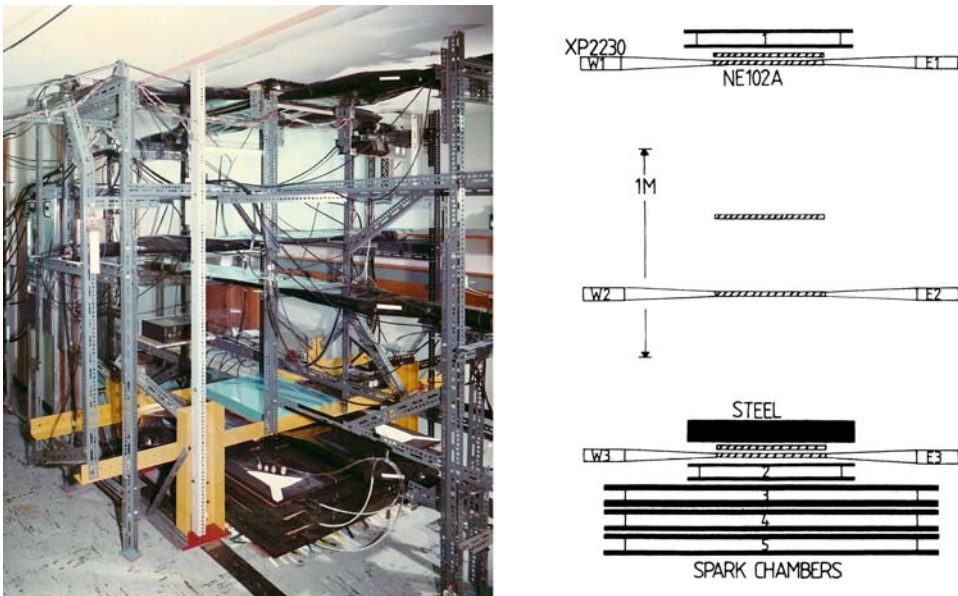 1
XP2230
W1
E1
NE102A
1M
W2
E2
STEEL
W3
E3
2
3
4
5
SPARK CHAMBERS